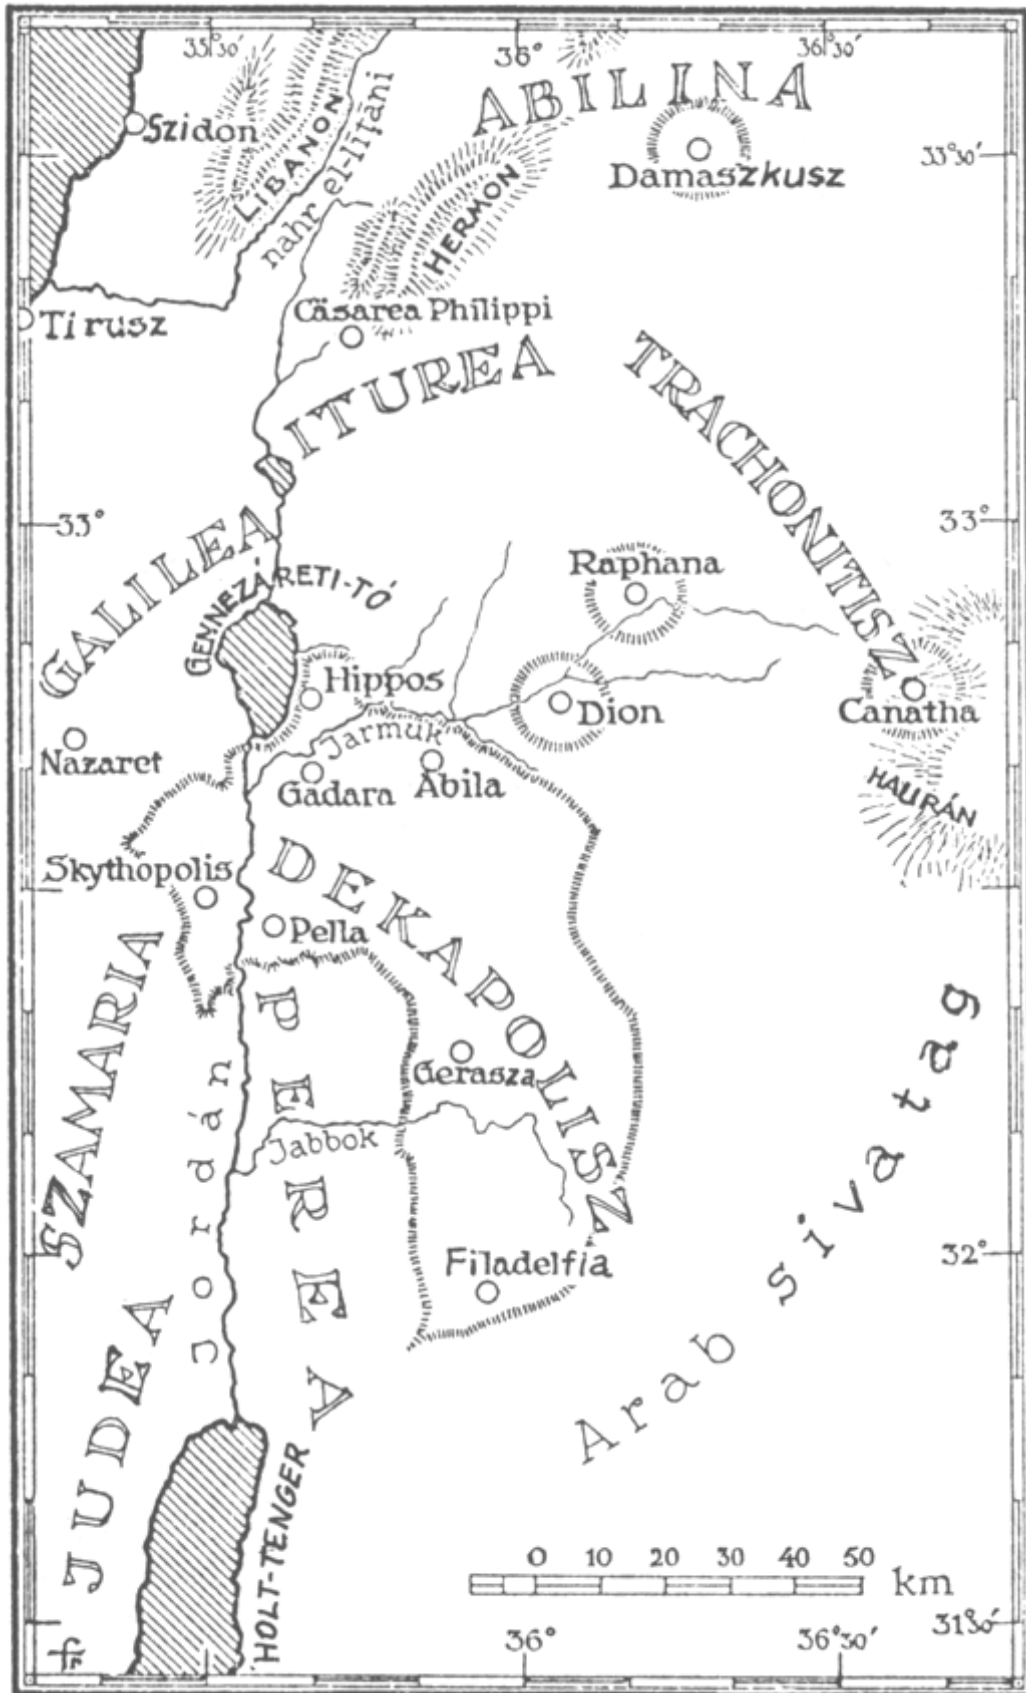 35°30′
36°
36°30′
ABILINA
Szidon
LIBANON
nahr el-līṭāni
HERMON
Damaszkusz
33°30′
Tirusz
Cäsarea Philippi
ITUREA
TRACHONITISZ
33°
33°
GALILEA
GENNEZÁRETI-TÓ
Raphana
Hippos
Dion
Canatha
Nazaret
Jarmuk
Gadara
Abila
HAURÁN
Skythopolis
DEKAPOLISZ
Pella
SZAMARIA
PEREA
Gerasza
Jordán
Jabbok
Filadelfia
32°
Arab sivatag
JUDEA
HOLT-TENGER
0 10 20 30 40 50 km
36°
36°30′
31°30′